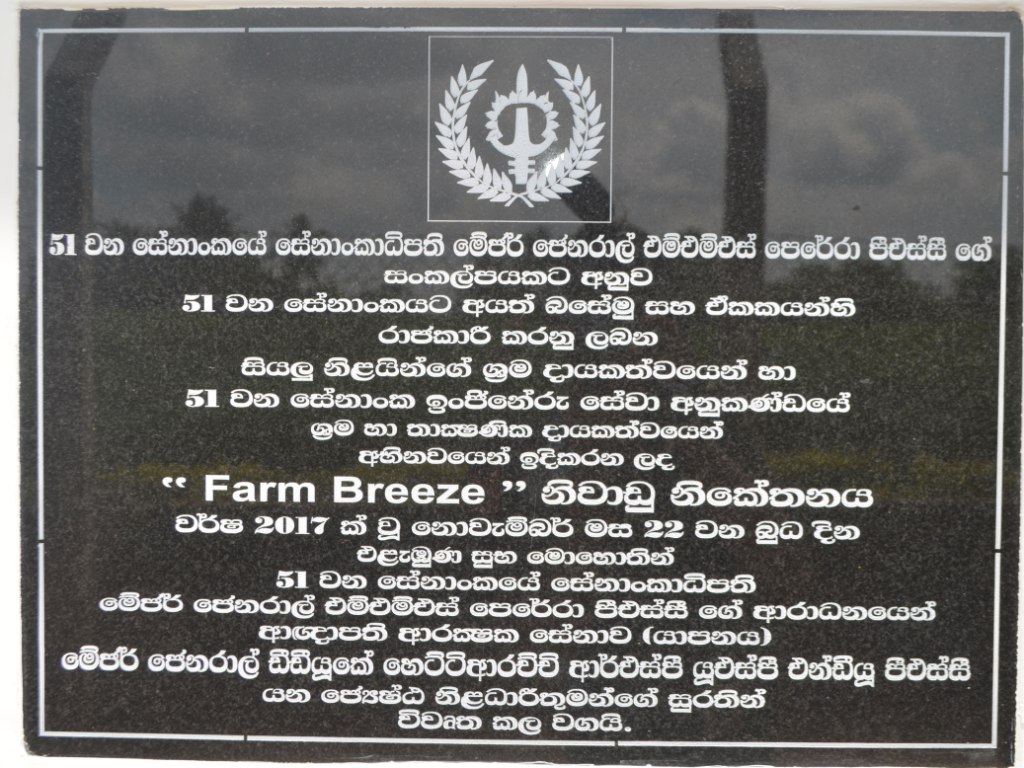 51 වන සේනාංකයේ සේනාංකාධිපති මේජර් ජෙනරාල් එම්එම්එස් පෙරේරා පීඑස්සී ගේ
සංකල්පයකට අනුව
51 වන සේනාංකයට අයත් බසේමු සහ ඒකකයන්හි
රාජකාරී කරනු ලබන
සියලු නිළයින්ගේ ශ්‍රම දායකත්වයෙන් හා
51 වන සේනාංක ඉංජිනේරු සේවා අනුකණ්ඩයේ
ශ්‍රම හා තාක්‍ෂණික දායකත්වයෙන්
අභිනවයෙන් ඉදිකරන ලද
“ Farm Breeze ” නිවාඩු නිකේතනය
වර්ෂ 2017 ක් වූ නොවැම්බර් මස 22 වන බුධ දින
එළැඹුණ සුභ මොහොතින්
51 වන සේනාංකයේ සේනාංකාධිපති
මේජර් ජෙනරාල් එම්එම්එස් පෙරේරා පීඑස්සී ගේ ආරාධනයෙන්
ආඥාපති ආරක්‍ෂක සේනාව (යාපනය)
මේජර් ජෙනරාල් ඩීඩීයූකේ හෙට්ටිආරච්චි ආර්එස්පී යූඑස්පී එන්ඩීයූ පීඑස්සී
යන ජ්‍යෙෂ්ඨ නිළධාරීතුමන්ගේ සුරතින්
විවෘත කල වගයි.